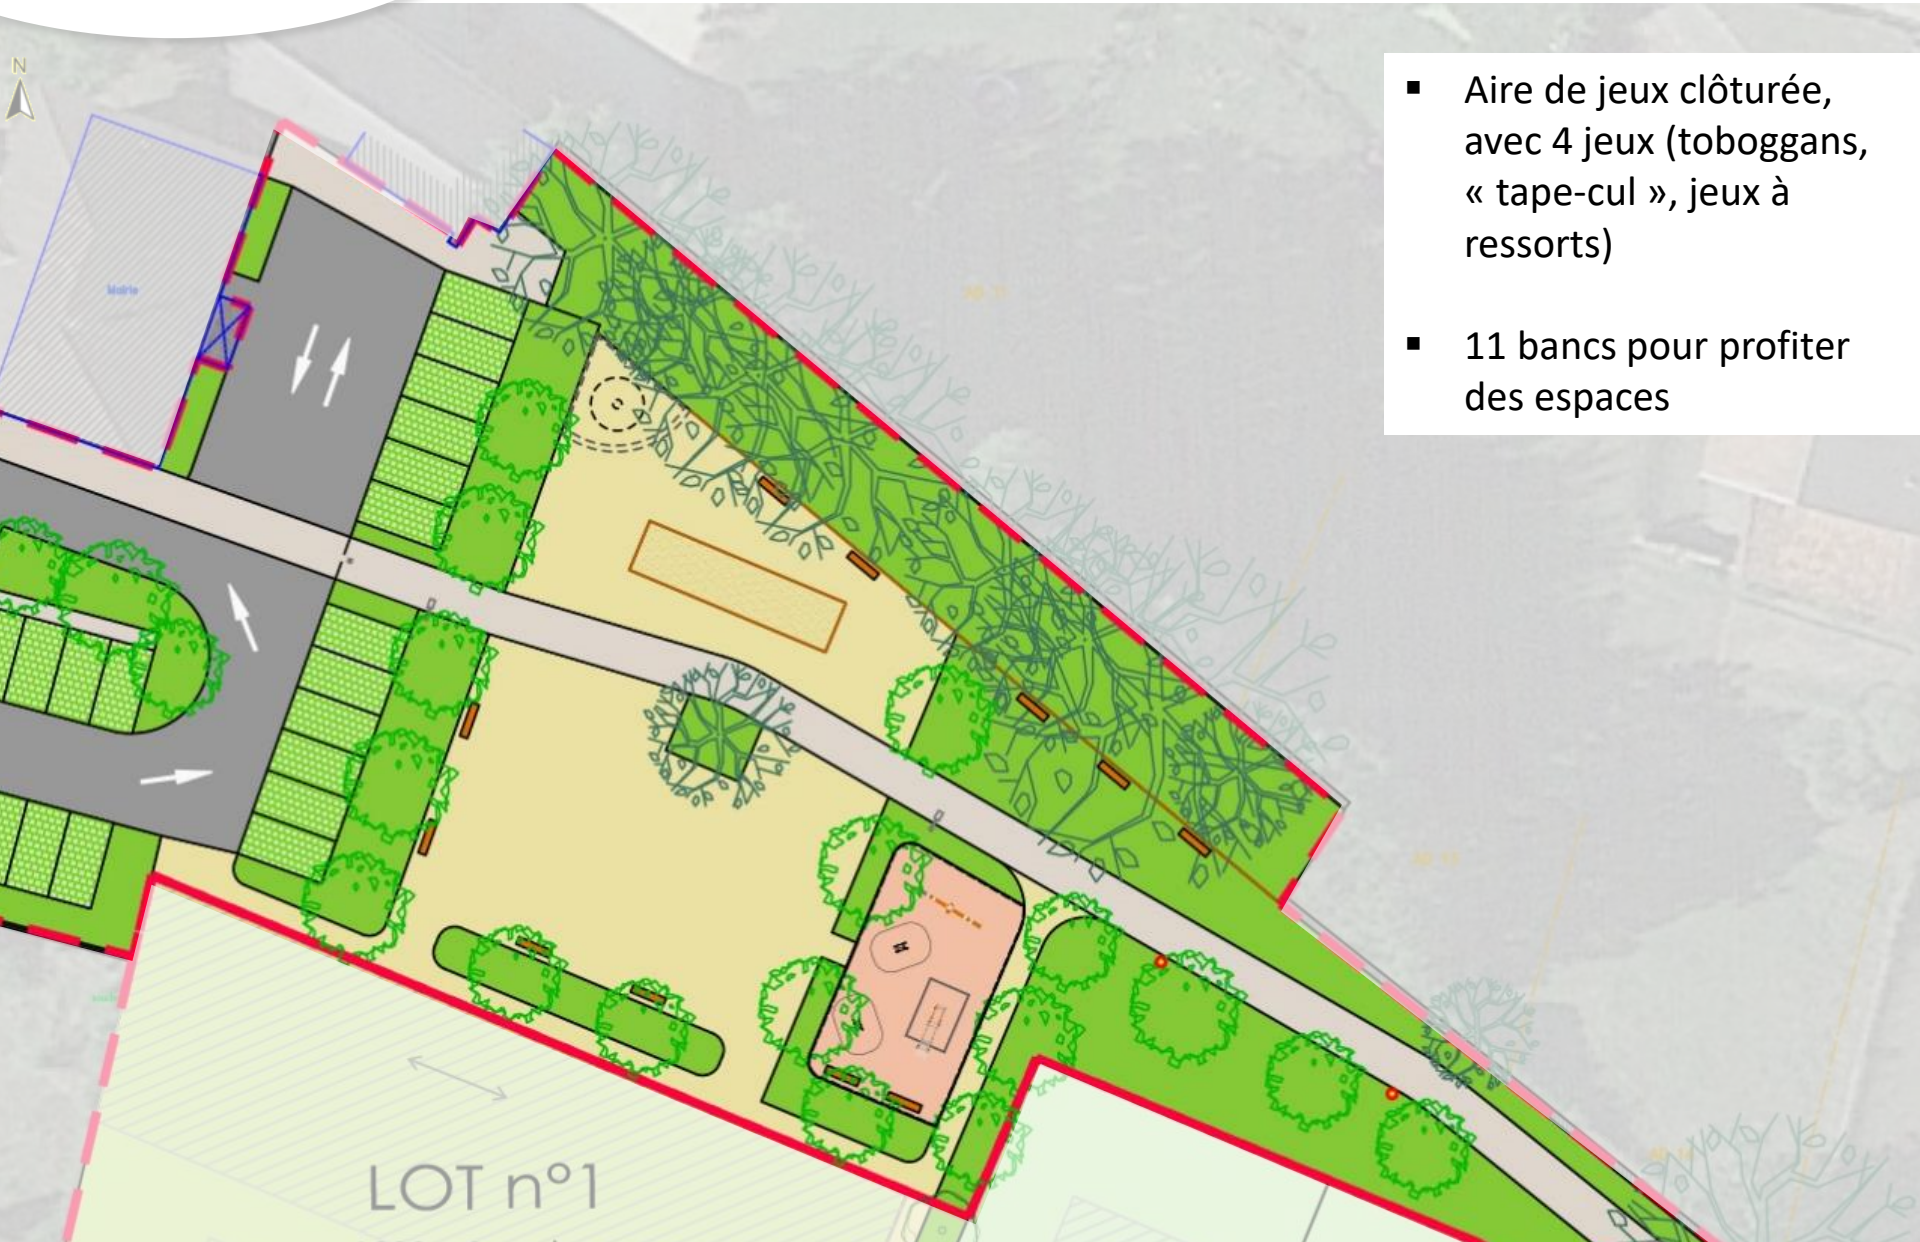 N
▪ Aire de jeux clôturée,
avec 4 jeux (toboggans,
« tape-cul », jeux à
ressorts)
▪ 11 bancs pour profiter
des espaces
Mairie
LOT n°1